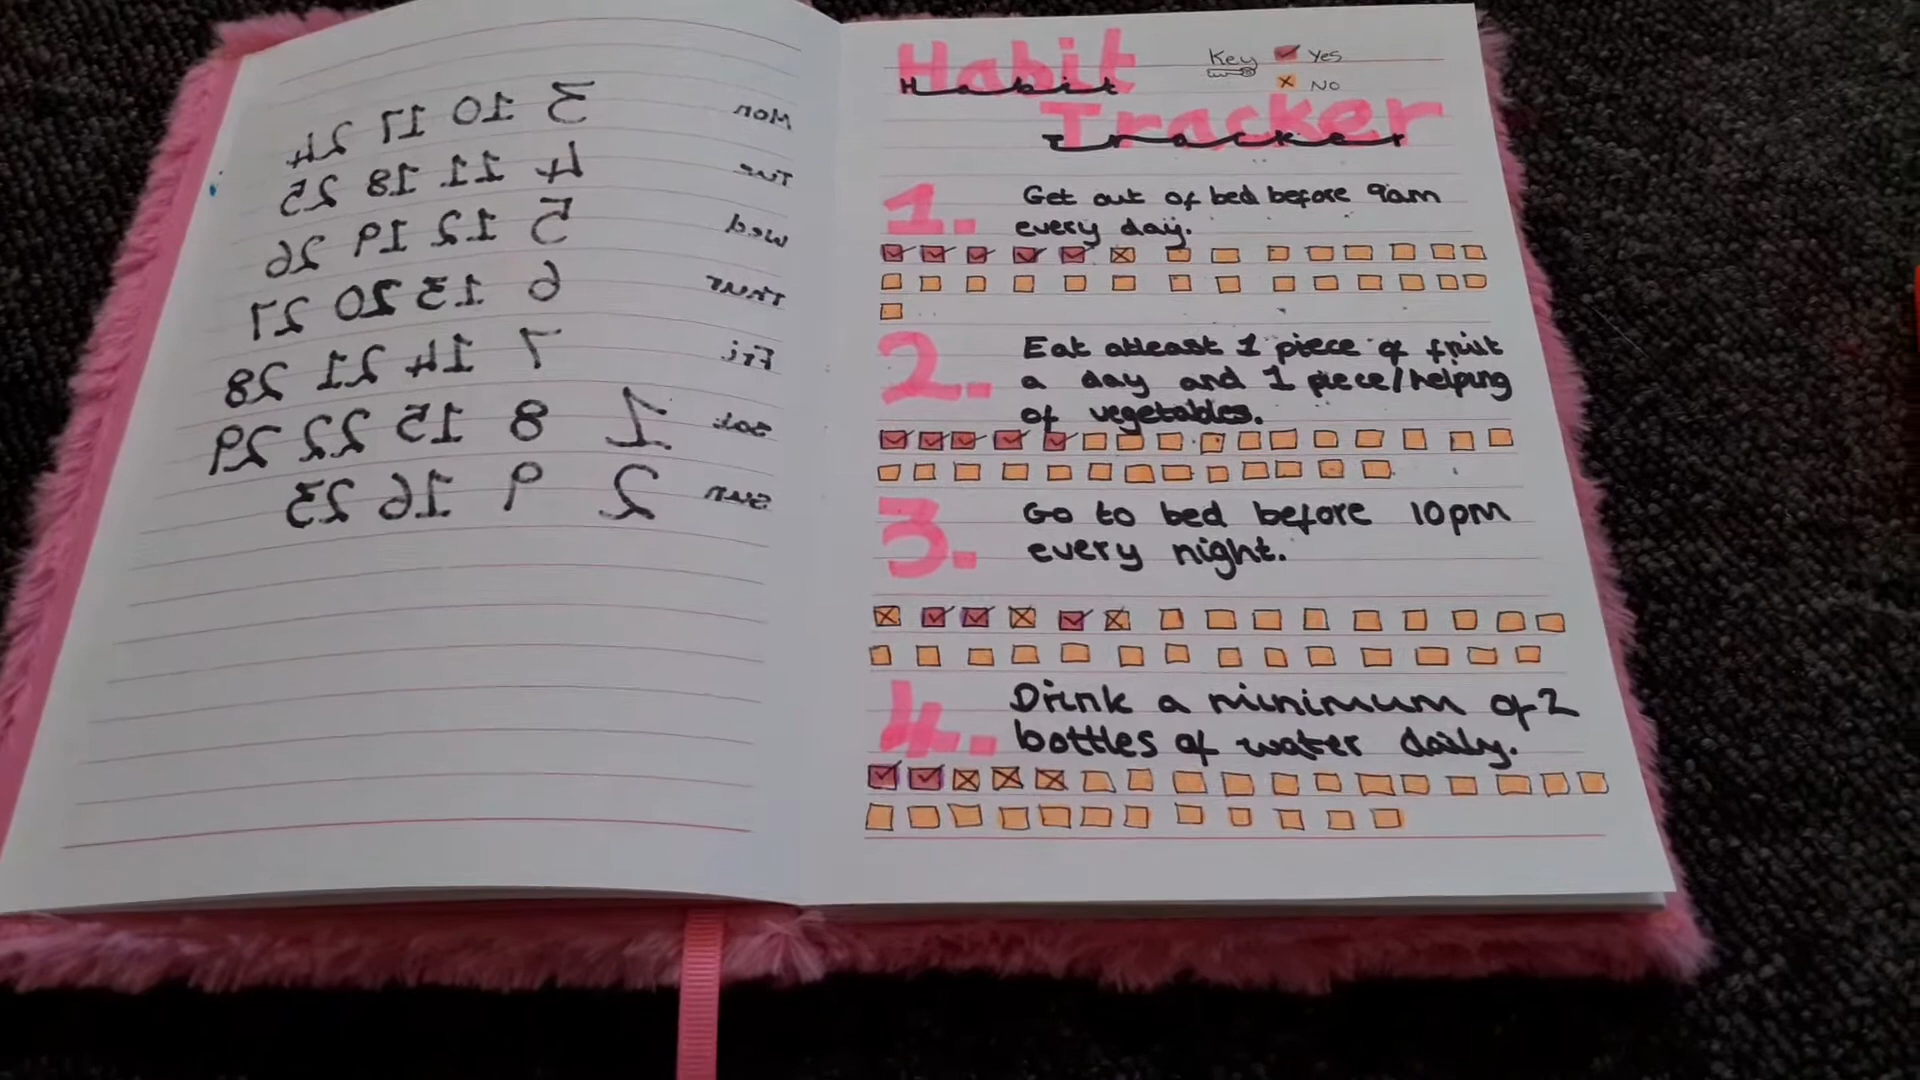 Mon 3 10 17 24
Tue 4 11 18 25
Wed 5 12 19 26
Thur 6 13 20 27
Fri 7 14 21 28
Sat 1 8 15 22 29
Sun 2 9 16 23
Habit
Habit
Key Yes
No
Tracker
Tracker
1. Get out of bed before 9am
every day.
2. Eat atleast 1 piece of fruit
a day and 1 piece/helping
of vegetables.
3. Go to bed before 10pm
every night.
4. Drink a minimum of 2
bottles of water daily.